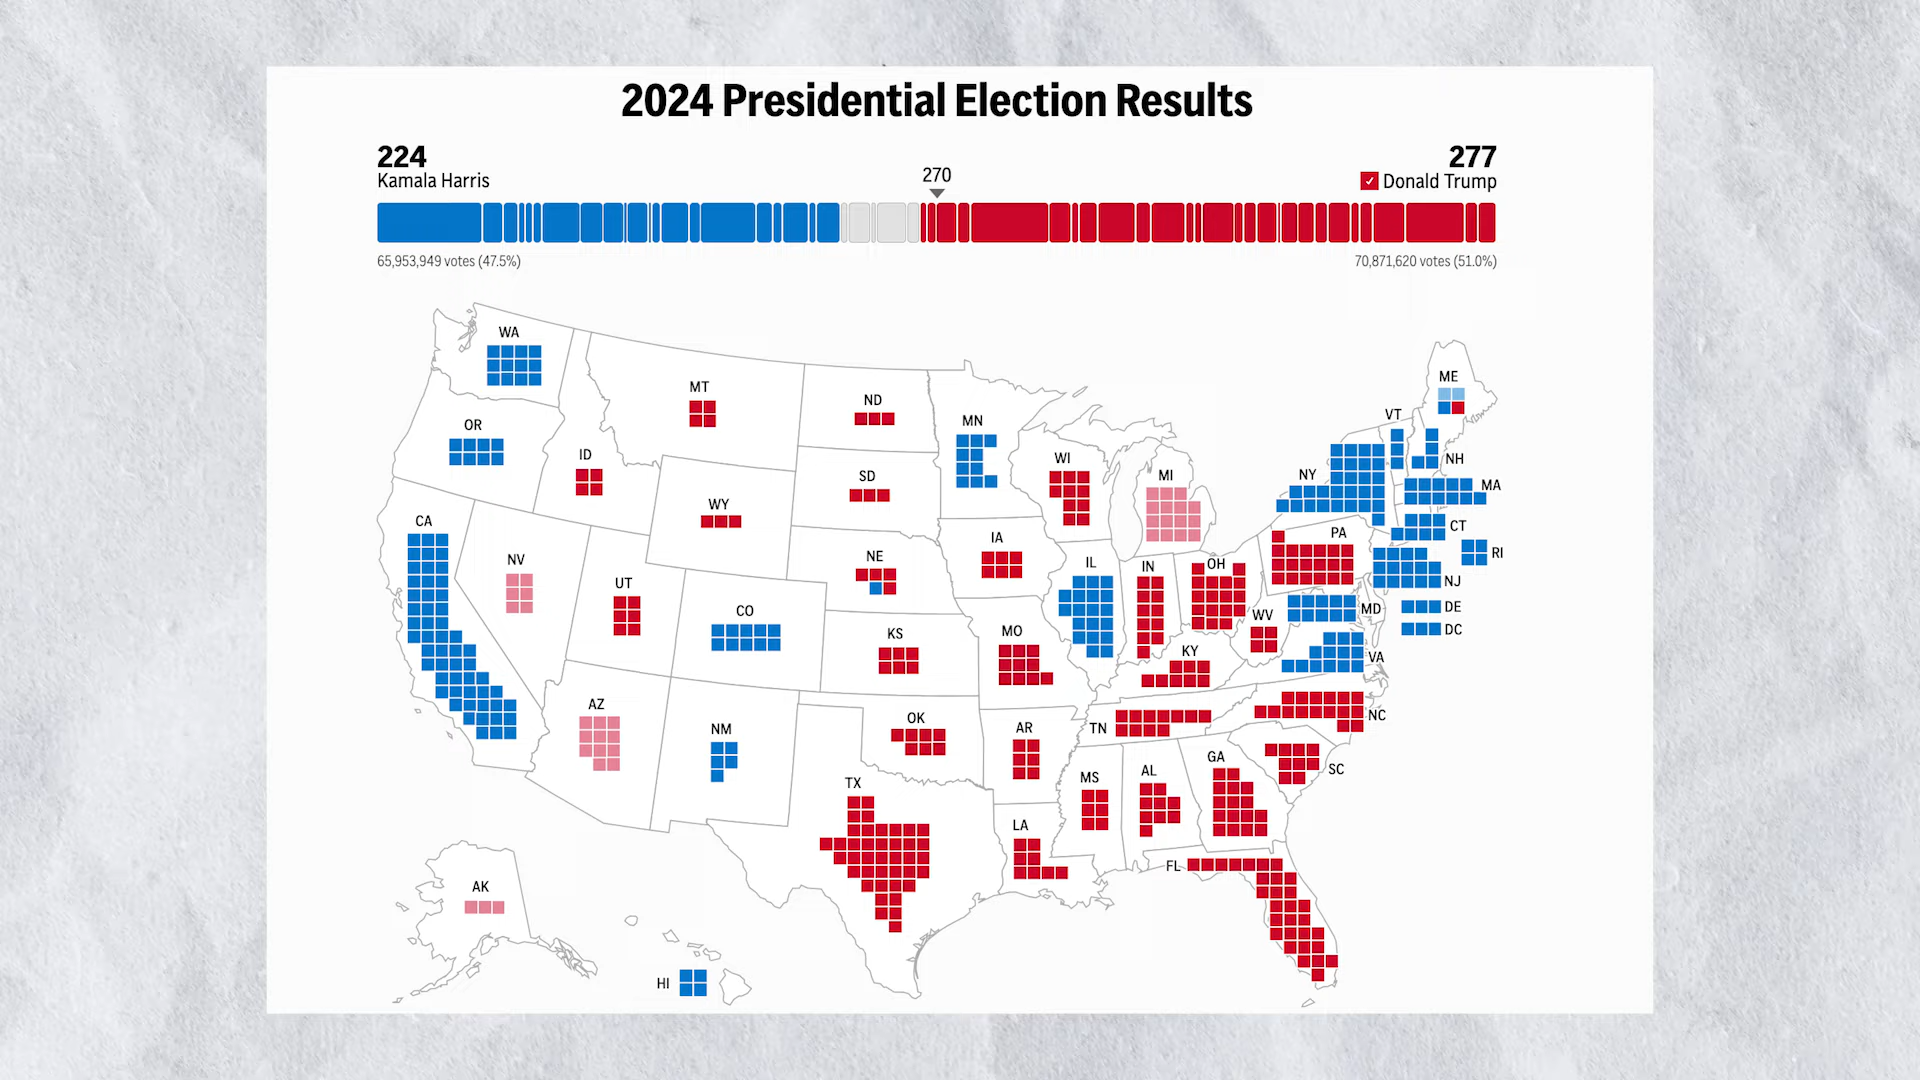 2024 Presidential Election Results
224
277
Kamala Harris
270
Donald Trump
65,953,949 votes (47.5%)
70,871,620 votes (51.0%)
WA
ME
MT
ND
VT
MN
OR
ID
WI
NH
SD
MI
NY
MA
WY
CA
CT
PA
IA
RI
NV
NE
IL
IN
OH
UT
NJ
CO
DE
MD
WV
DC
MO
KS
KY
VA
AZ
OK
NC
NM
AR
TN
GA
AL
SC
MS
TX
LA
FL
AK
HI